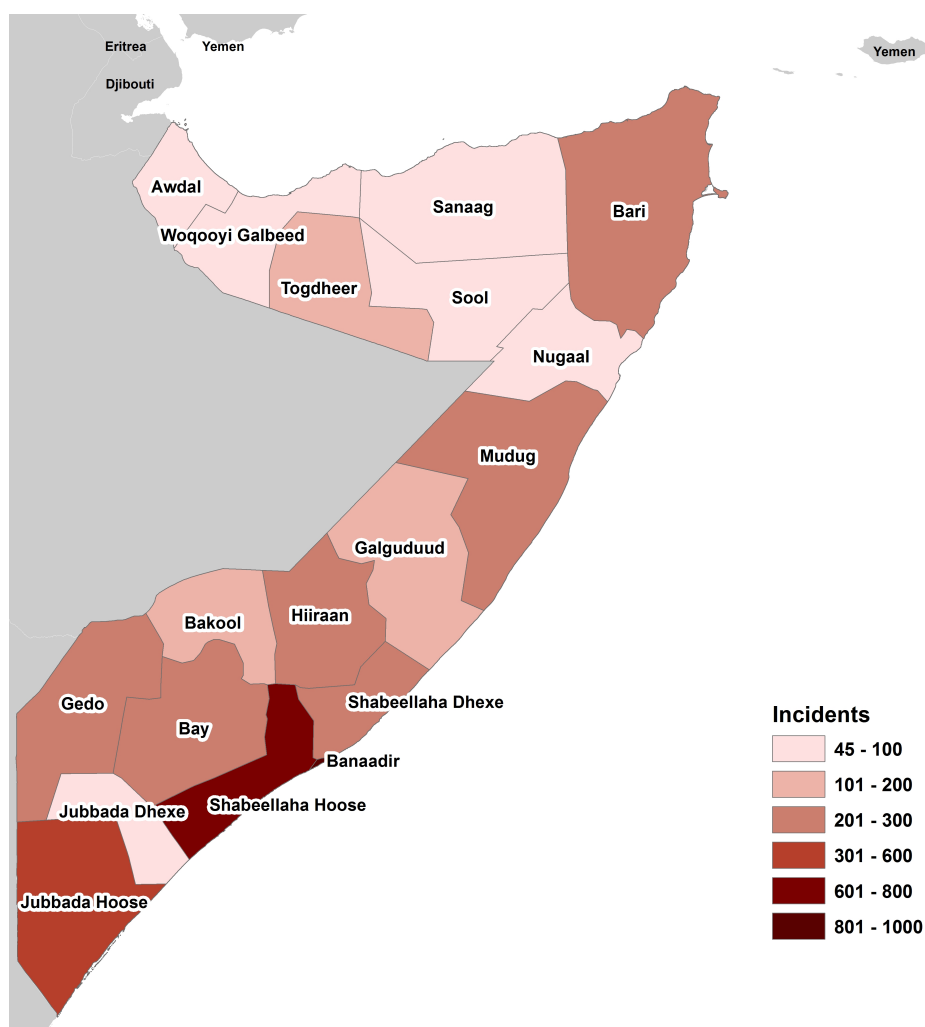 Eritrea
Yemen
Yemen
Djibouti
Awdal
Sanaag
Bari
Woqooyi Galbeed
Togdheer
Sool
Nugaal
Mudug
Galguduud
Hiiraan
Bakool
Gedo
Shabeellaha Dhexe
Bay
Banaadir
Shabeellaha Hoose
Jubbada Dhexe
Jubbada Hoose
Incidents
45 - 100
101 - 200
201 - 300
301 - 600
601 - 800
801 - 1000